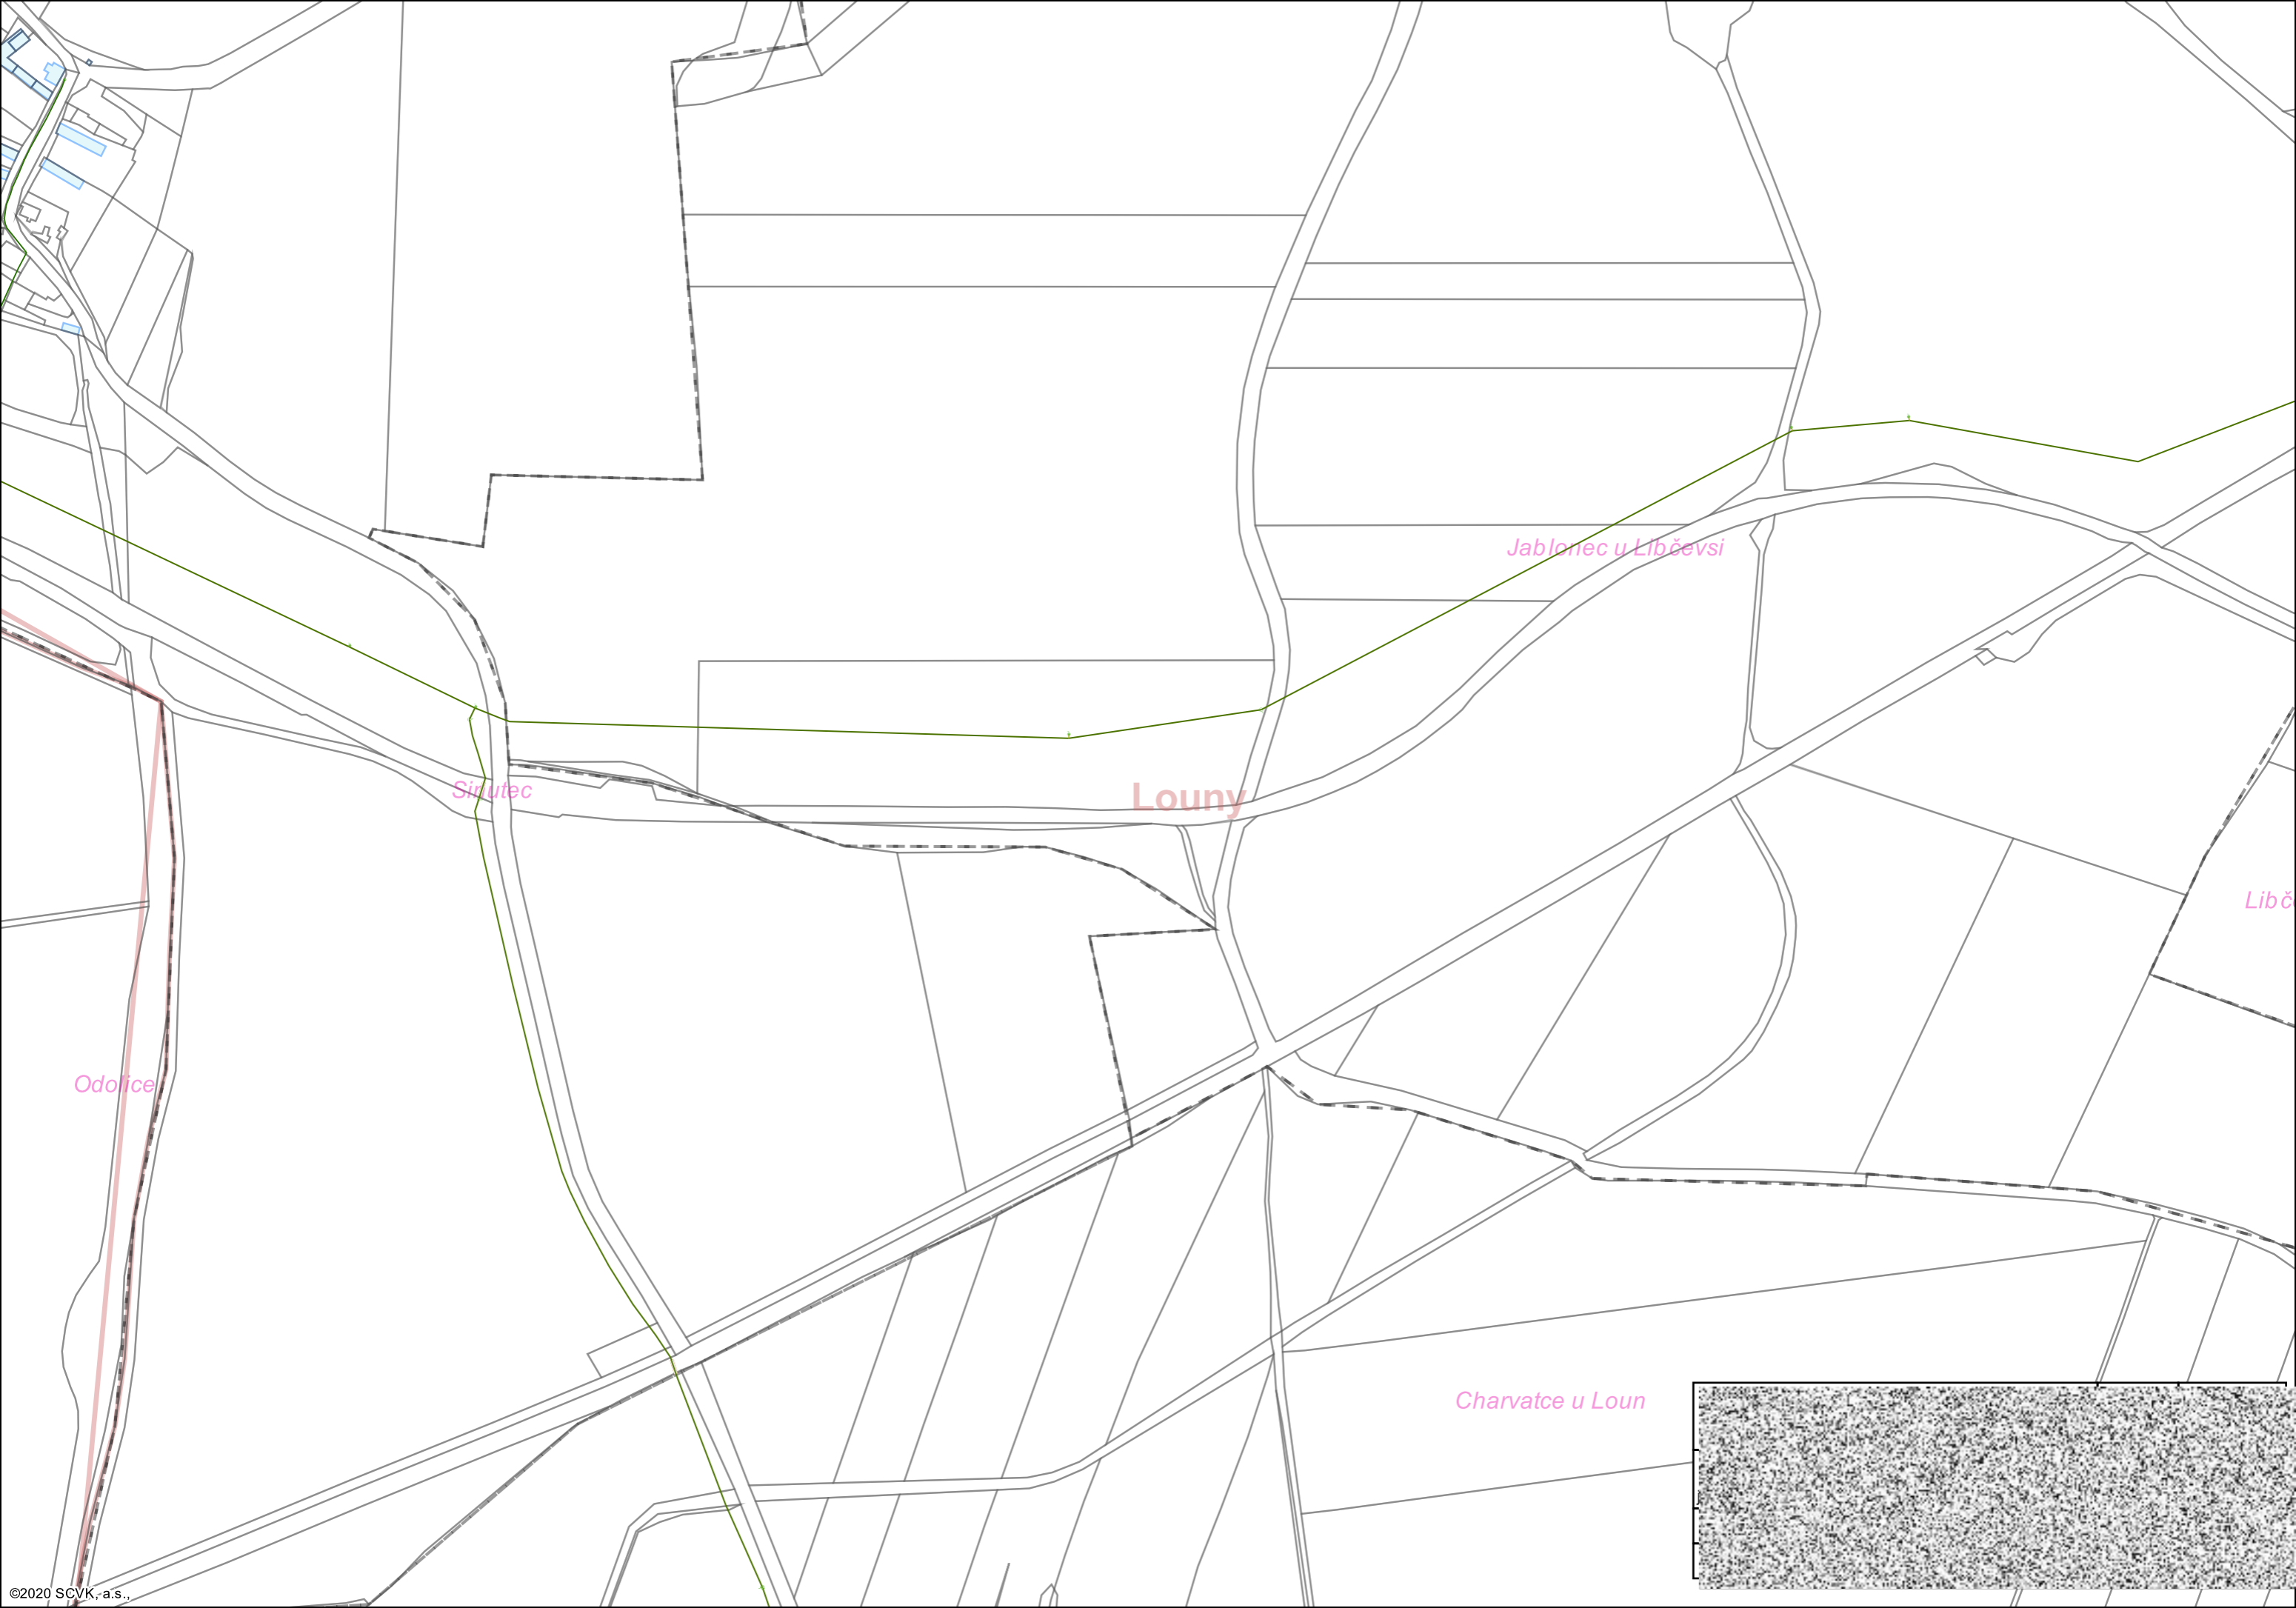 Jablonec u Libčevsi
Sinutec
Louny
Odolice
Charvatce u Loun
©2020 SCVK, a.s.,